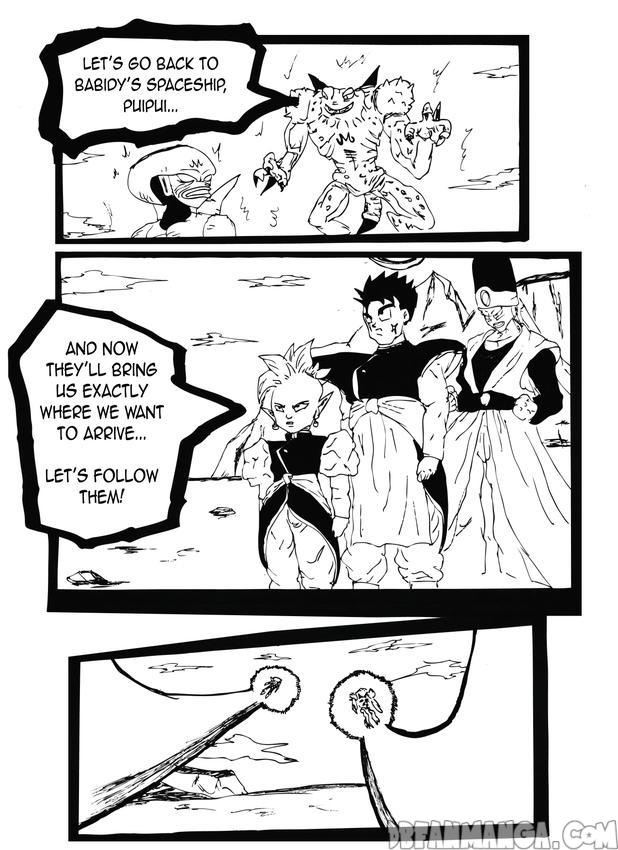 LET'S GO BACK TO
BABIDY'S SPACESHIP,
PUIPUI...
AND NOW
THEY'LL BRING
US EXACTLY
WHERE WE WANT
TO ARRIVE...
LET'S FOLLOW
THEM!
DBFANMANGA.COM